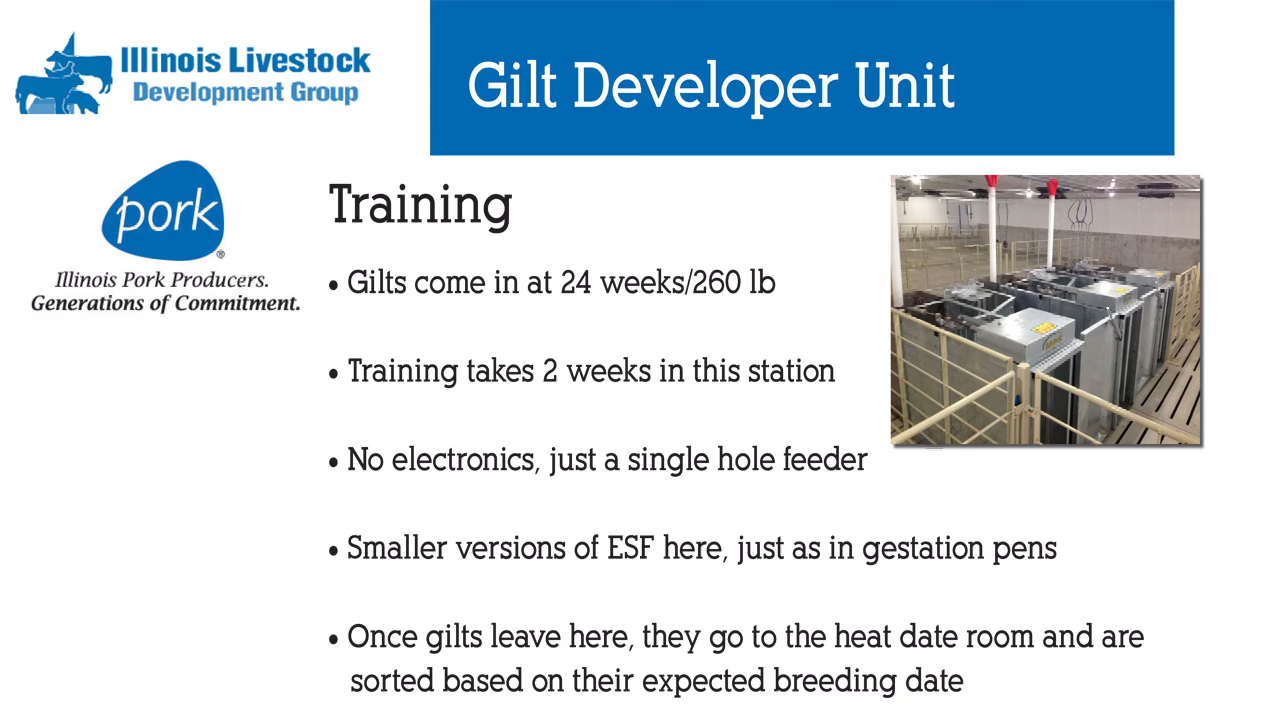 Illinois Livestock
Development Group
Gilt Developer Unit
pork
®
Illinois Pork Producers.
Generations of Commitment.
Training
• Gilts come in at 24 weeks/260 lb
• Training takes 2 weeks in this station
• No electronics, just a single hole feeder
• Smaller versions of ESF here, just as in gestation pens
• Once gilts leave here, they go to the heat date room and are
sorted based on their expected breeding date